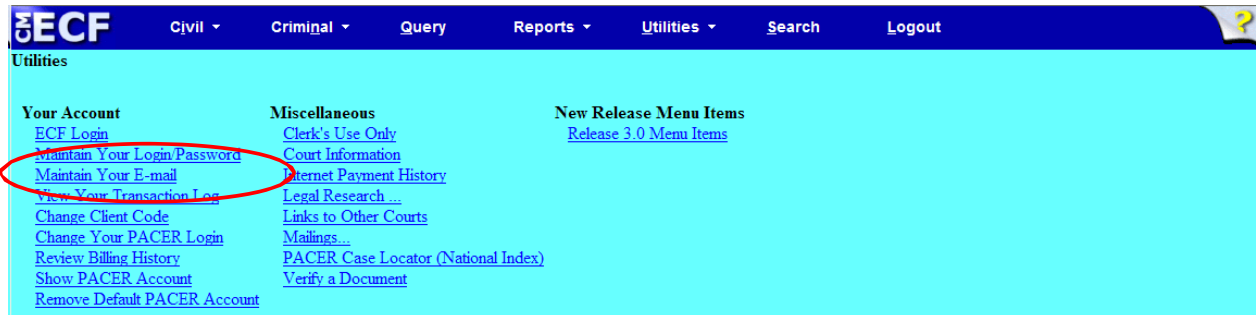 CM ECF Civil Criminal Query Reports Utilities Search Logout ?
Utilities
Your Account
ECF Login
Maintain Your Login/Password
Maintain Your E-mail
View Your Transaction Log
Change Client Code
Change Your PACER Login
Review Billing History
Show PACER Account
Remove Default PACER Account
Miscellaneous
Clerk's Use Only
Court Information
Internet Payment History
Legal Research ...
Links to Other Courts
Mailings...
PACER Case Locator (National Index)
Verify a Document
New Release Menu Items
Release 3.0 Menu Items